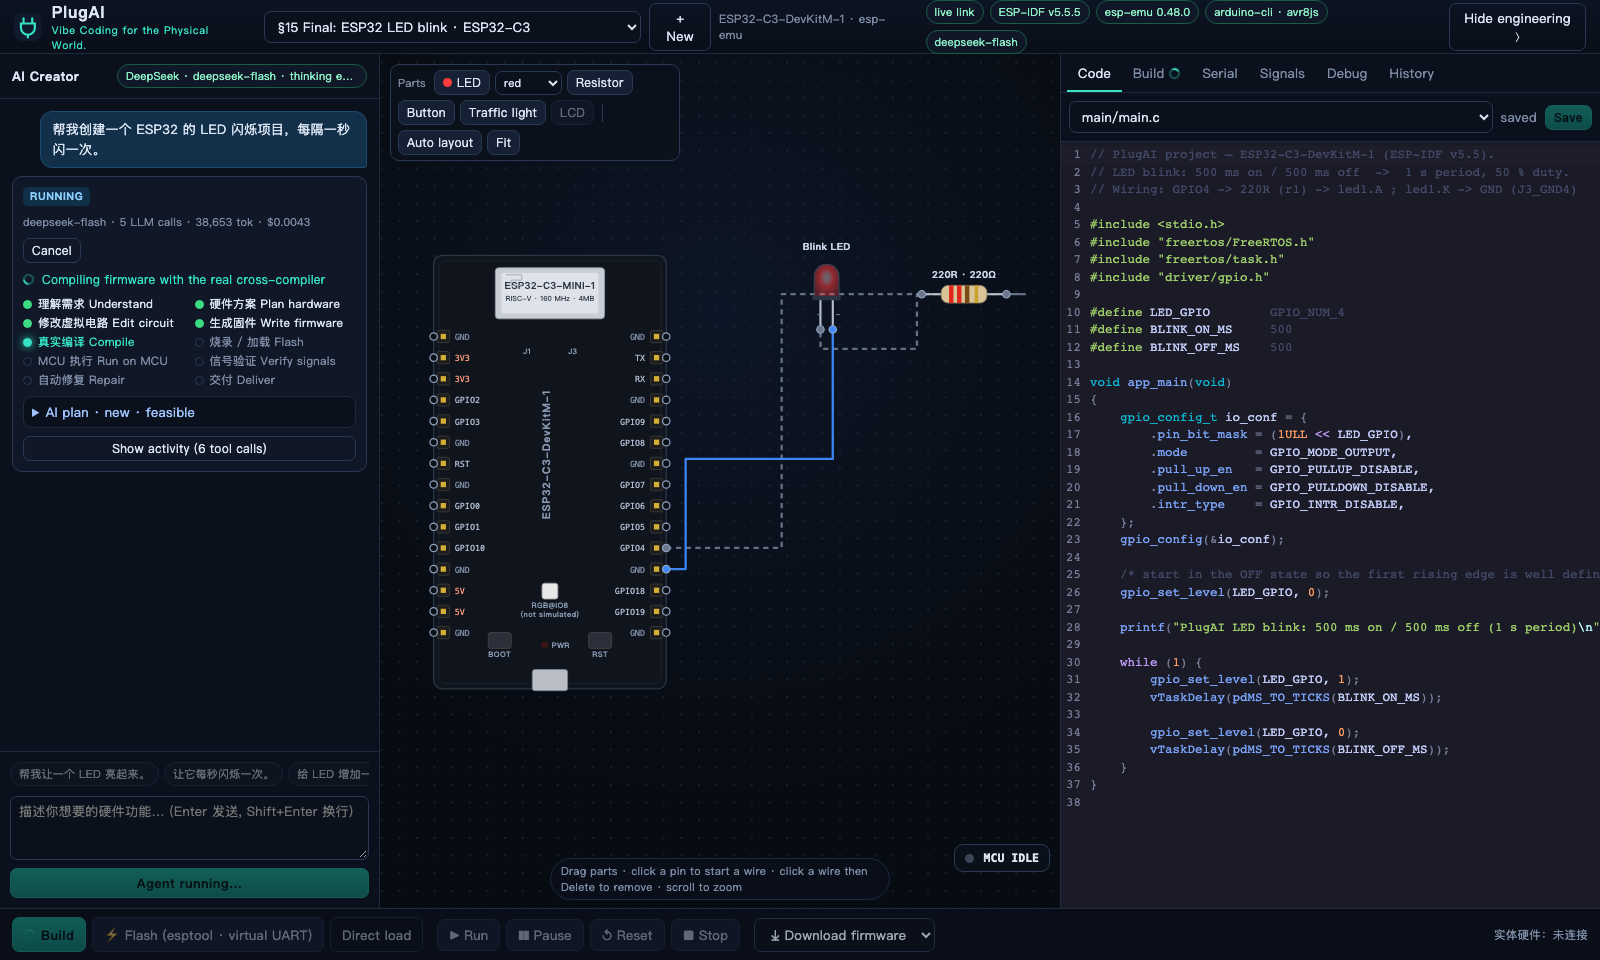 PlugAI
Vibe Coding for the Physical
World.
§15 Final: ESP32 LED blink · ESP32-C3
+
New
ESP32-C3-DevKitM-1 · esp-
emu
live link
ESP-IDF v5.5.5
esp-emu 0.48.0
arduino-cli · avr8js
deepseek-flash
Hide engineering
〉
AI Creator
DeepSeek · deepseek-flash · thinking e...
帮我创建一个 ESP32 的 LED 闪烁项目，每隔一秒
闪一次。
RUNNING
deepseek-flash · 5 LLM calls · 38,653 tok · $0.0043
Cancel
Compiling firmware with the real cross-compiler
理解需求 Understand
硬件方案 Plan hardware
修改虚拟电路 Edit circuit
生成固件 Write firmware
真实编译 Compile
烧录 / 加载 Flash
MCU 执行 Run on MCU
信号验证 Verify signals
自动修复 Repair
交付 Deliver
▶ AI plan · new · feasible
Show activity (6 tool calls)
帮我让一个 LED 亮起来。
让它每秒闪烁一次。
给 LED 增加一
描述你想要的硬件功能… (Enter 发送, Shift+Enter 换行)
Agent running...
Parts
LED
red
Resistor
Button
Traffic light
LCD
Auto layout
Fit
Blink LED
220R · 220Ω
ESP32-C3-MINI-1
RISC-V · 160 MHz · 4MB
J1
J3
ESP32-C3-DevKitM-1
GND
3V3
3V3
GPIO2
GPIO3
GND
RST
GND
GPIO0
GPIO1
GPIO10
GND
5V
5V
GND
GND
TX
RX
GND
GPIO9
GPIO8
GND
GPIO7
GPIO6
GPIO5
GPIO4
GND
GPIO18
GPIO19
GND
RGB@IO8
(not simulated)
BOOT
PWR
RST
MCU IDLE
Drag parts · click a pin to start a wire · click a wire then
Delete to remove · scroll to zoom
Code
Build
Serial
Signals
Debug
History
main/main.c
saved
Save
1 // PlugAI project — ESP32-C3-DevKitM-1 (ESP-IDF v5.5).
2 // LED blink: 500 ms on / 500 ms off  ->  1 s period, 50 % duty.
3 // Wiring: GPIO4 -> 220R (r1) -> led1.A ; led1.K -> GND (J3_GND4)
4
5 #include <stdio.h>
6 #include "freertos/FreeRTOS.h"
7 #include "freertos/task.h"
8 #include "driver/gpio.h"
9
10 #define LED_GPIO        GPIO_NUM_4
11 #define BLINK_ON_MS     500
12 #define BLINK_OFF_MS    500
13
14 void app_main(void)
15 {
16     gpio_config_t io_conf = {
17         .pin_bit_mask = (1ULL << LED_GPIO),
18         .mode         = GPIO_MODE_OUTPUT,
19         .pull_up_en   = GPIO_PULLUP_DISABLE,
20         .pull_down_en = GPIO_PULLDOWN_DISABLE,
21         .intr_type    = GPIO_INTR_DISABLE,
22     };
23     gpio_config(&io_conf);
24
25     /* start in the OFF state so the first rising edge is well defin
26     gpio_set_level(LED_GPIO, 0);
27
28     printf("PlugAI LED blink: 500 ms on / 500 ms off (1 s period)\n"
29
30     while (1) {
31         gpio_set_level(LED_GPIO, 1);
32         vTaskDelay(pdMS_TO_TICKS(BLINK_ON_MS));
33
34         gpio_set_level(LED_GPIO, 0);
35         vTaskDelay(pdMS_TO_TICKS(BLINK_OFF_MS));
36     }
37 }
38
Build
⚡ Flash (esptool · virtual UART)
Direct load
Run
Pause
Reset
Stop
Download firmware
实体硬件：未连接